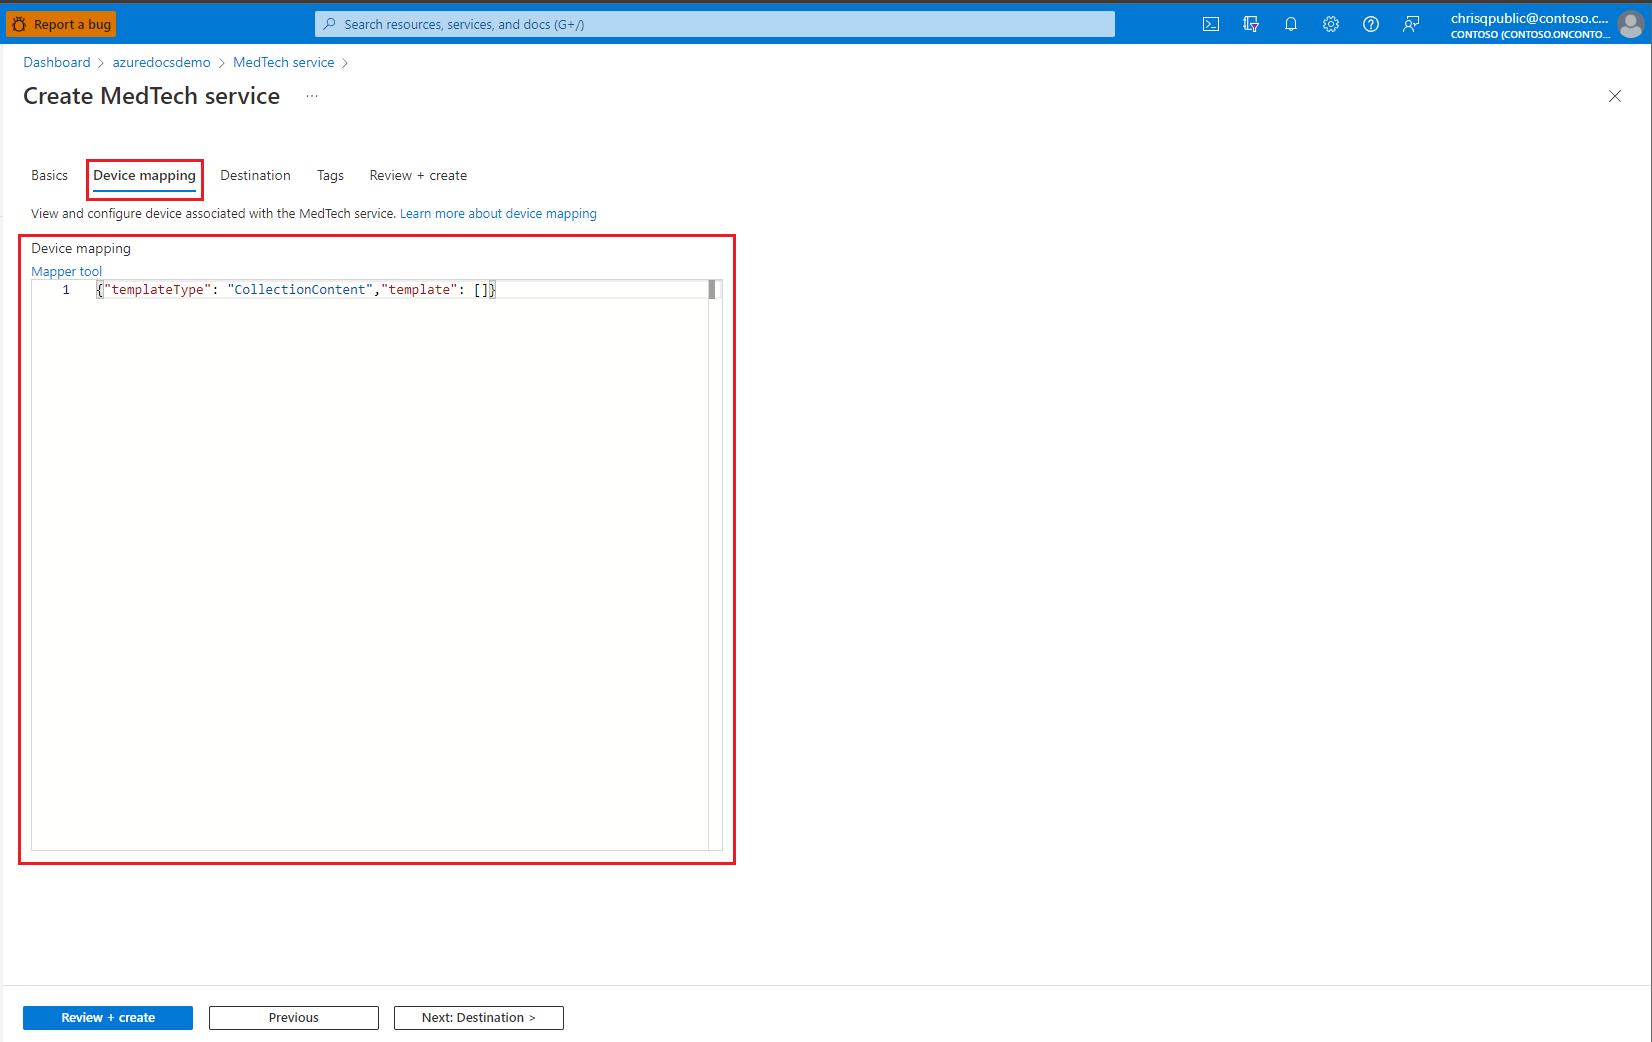 Report a bug
Search resources, services, and docs (G+/)
chrisqpublic@contoso.c...
CONTOSO (CONTOSO.ONCONTO...
Dashboard > azuredocsdemo > MedTech service >
Create MedTech service ...
Basics Device mapping Destination Tags Review + create
View and configure device associated with the MedTech service. Learn more about device mapping
Device mapping
Mapper tool
1 {"templateType": "CollectionContent","template": []}
Review + create Previous Next: Destination >